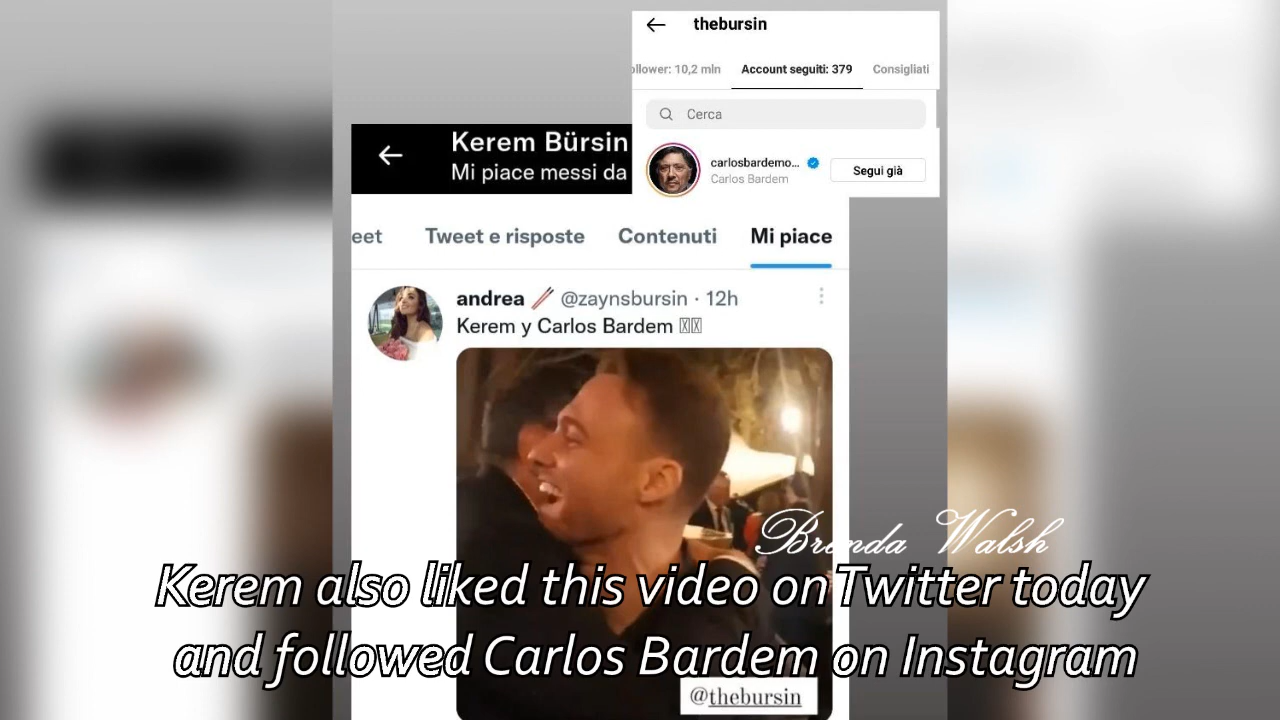 thebursin
ollower: 10,2 mln Account seguiti: 379 Consigliati
Cerca
carlosbardemo...
Carlos Bardem
Segui già
Kerem Bürsin
Mi piace messi da
eet Tweet e risposte Contenuti Mi piace
andrea @zaynsbursin · 12h
Kerem y Carlos Bardem
Brenda Walsh
Kerem also liked this video on Twitter today
and followed Carlos Bardem on Instagram
@thebursin